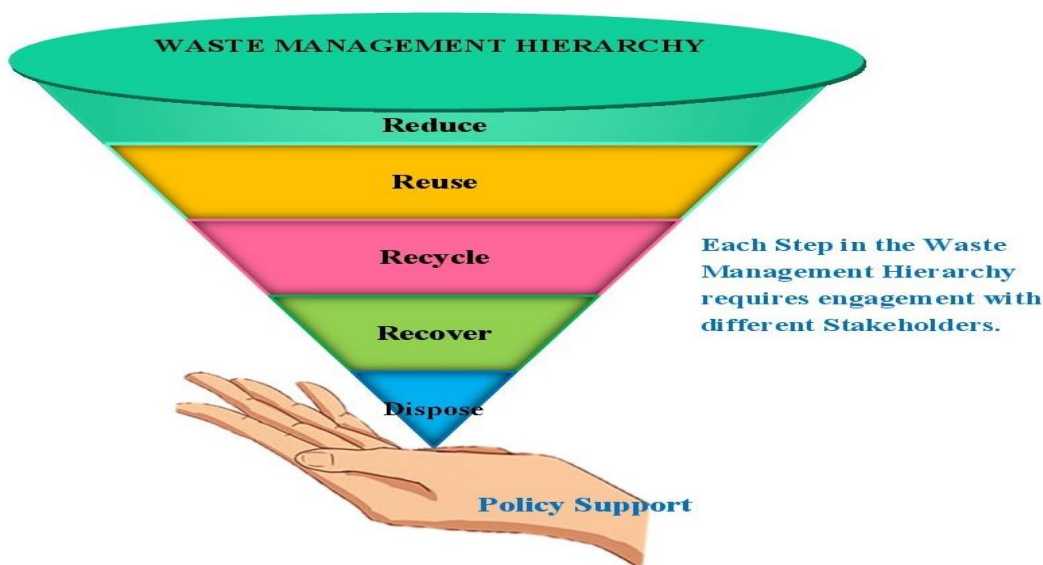 WASTE MANAGEMENT HIERARCHY
Reduce
Reuse
Recycle
Recover
Dispose
Each Step in the Waste
Management Hierarchy
requires engagement with
different Stakeholders.
Policy Support